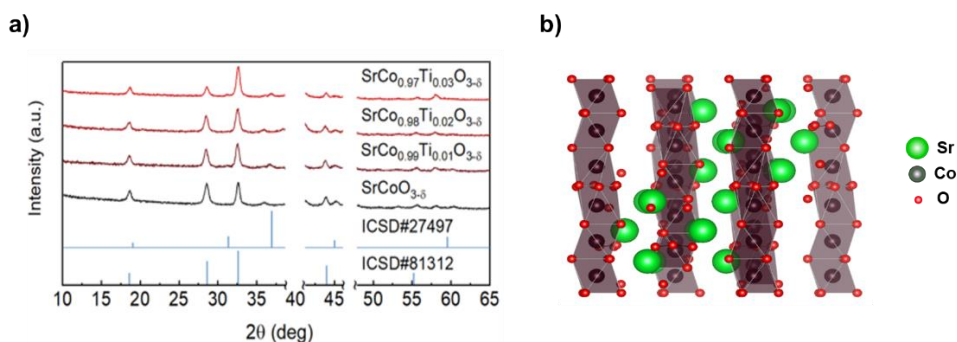 a)
b)
Intensity (a.u.)
SrCo₀.₉₇Ti₀.₀₃O₃₋δ
SrCo₀.₉₈Ti₀.₀₂O₃₋δ
SrCo₀.₉₉Ti₀.₀₁O₃₋δ
SrCoO₃₋δ
ICSD#27497
ICSD#81312
10 15 20 25 30 35 40 45 50 55 60 65
2θ (deg)
Sr
Co
O